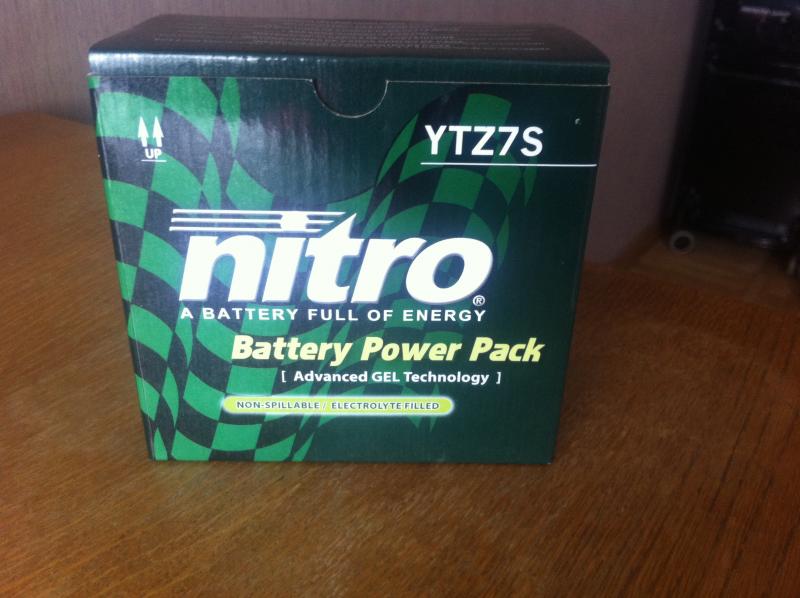 UP
YTZ7S
nitro®
A BATTERY FULL OF ENERGY
Battery Power Pack
[ Advanced GEL Technology ]
NON-SPILLABLE / ELECTROLYTE FILLED